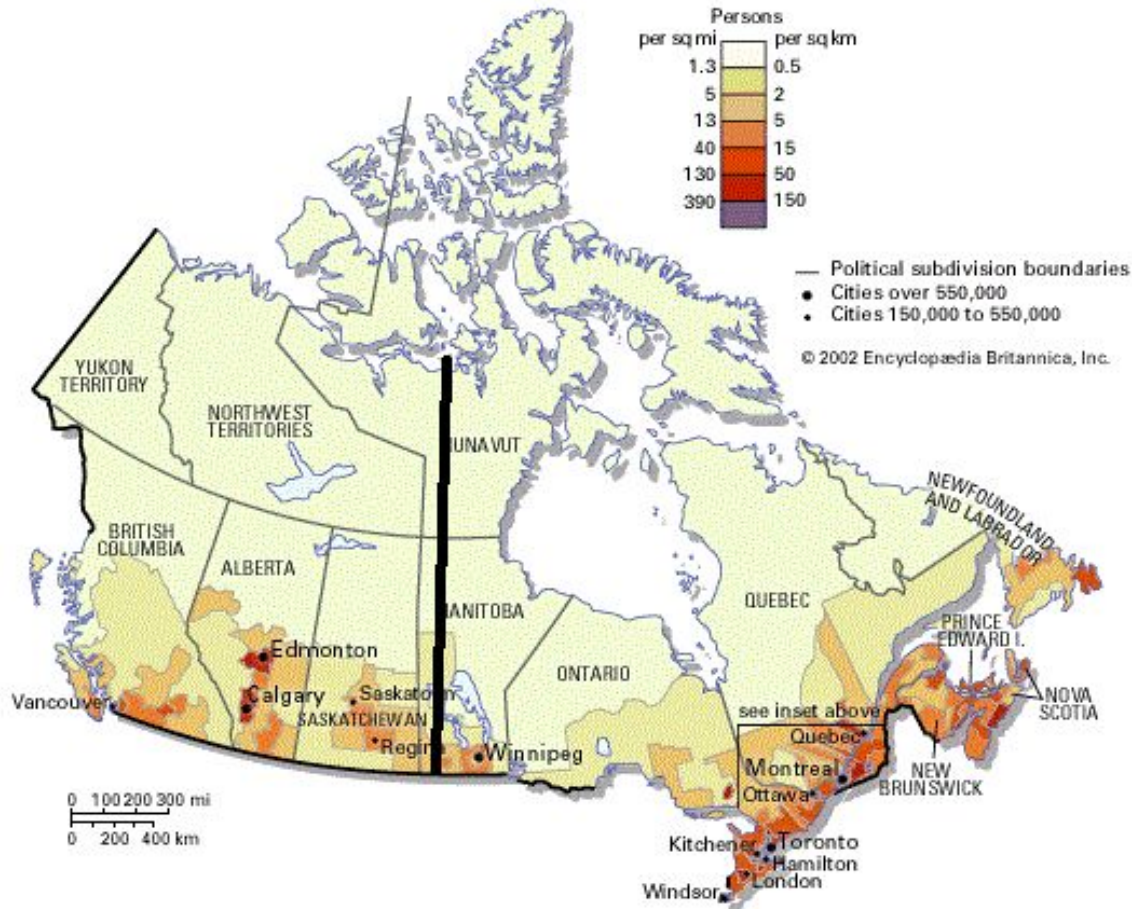 Persons
per sq mi per sq km
1.3 0.5
5 2
13 5
40 15
130 50
390 150
Political subdivision boundaries
Cities over 550,000
Cities 150,000 to 550,000
© 2002 Encyclopædia Britannica, Inc.
YUKON
TERRITORY
NORTHWEST
TERRITORIES
NUNAVUT
BRITISH
COLUMBIA
ALBERTA
MANITOBA
ONTARIO
QUEBEC
NEWFOUNDLAND
AND LABRADOR
PRINCE
EDWARD I.
NOVA
SCOTIA
NEW
BRUNSWICK
Edmonton
Calgary
Vancouver
Saskatoon
SASKATCHEWAN
Regina
Winnipeg
see inset above
Quebec
Montreal
Ottawa
Kitchener
Toronto
Hamilton
London
Windsor
0 100 200 300 mi
0 200 400 km